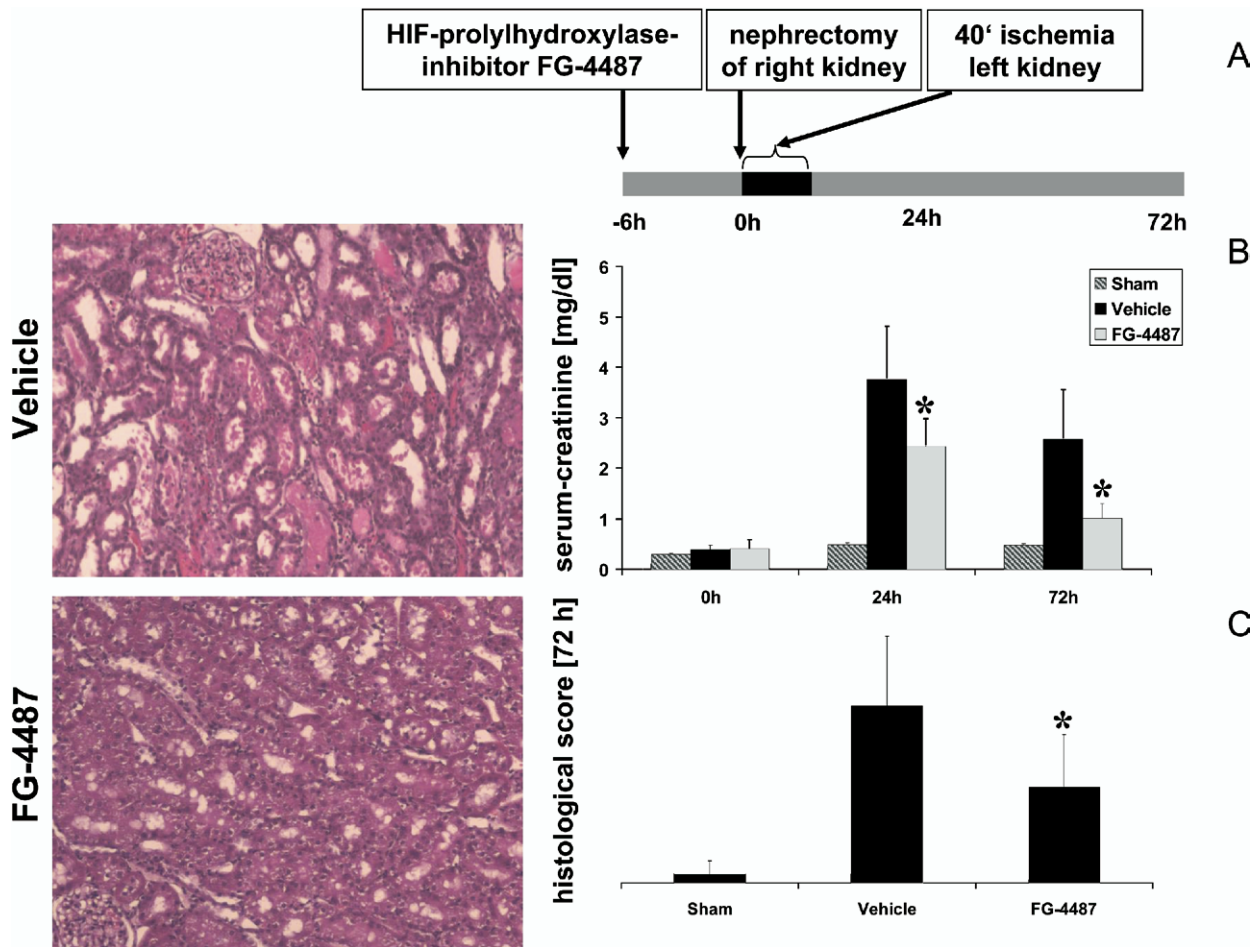 HIF-prolylhydroxylase-
inhibitor FG-4487
nephrectomy
of right kidney
40‘ ischemia
left kidney
A
-6h
0h
24h
72h
Vehicle
FG-4487
B
serum-creatinine [mg/dl]
6
5
4
3
2
1
0
Sham
Vehicle
FG-4487
*
*
0h
24h
72h
C
histological score [72 h]
*
Sham
Vehicle
FG-4487